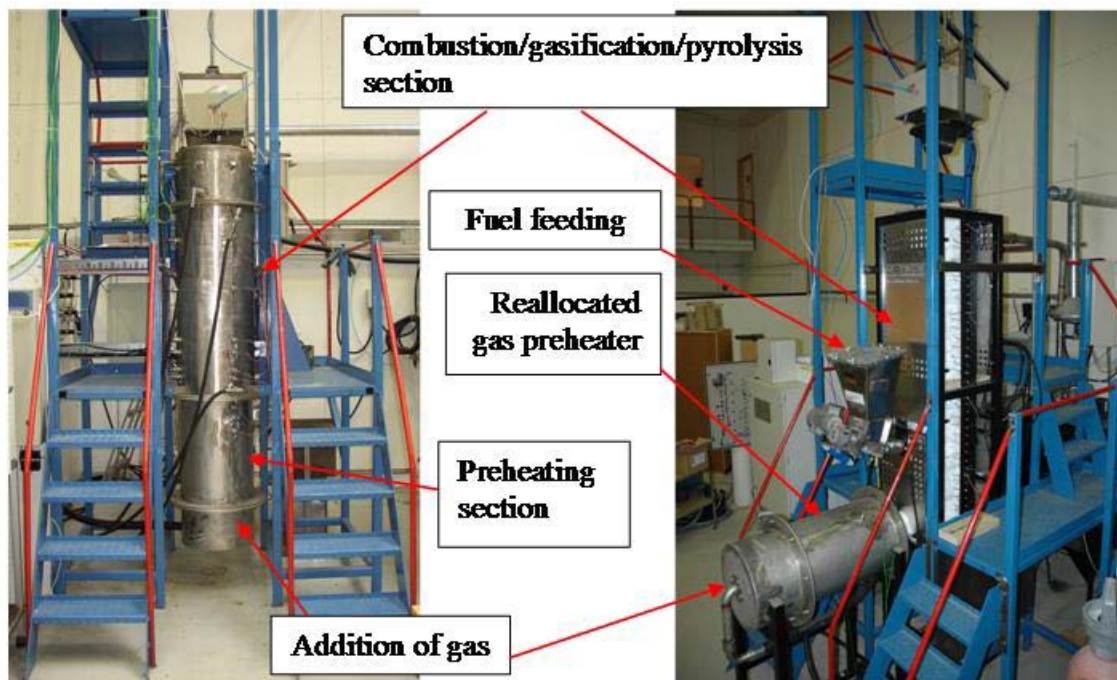 Combustion/gasification/pyrolysis
section
Fuel feeding
Reallocated
gas preheater
Preheating
section
Addition of gas